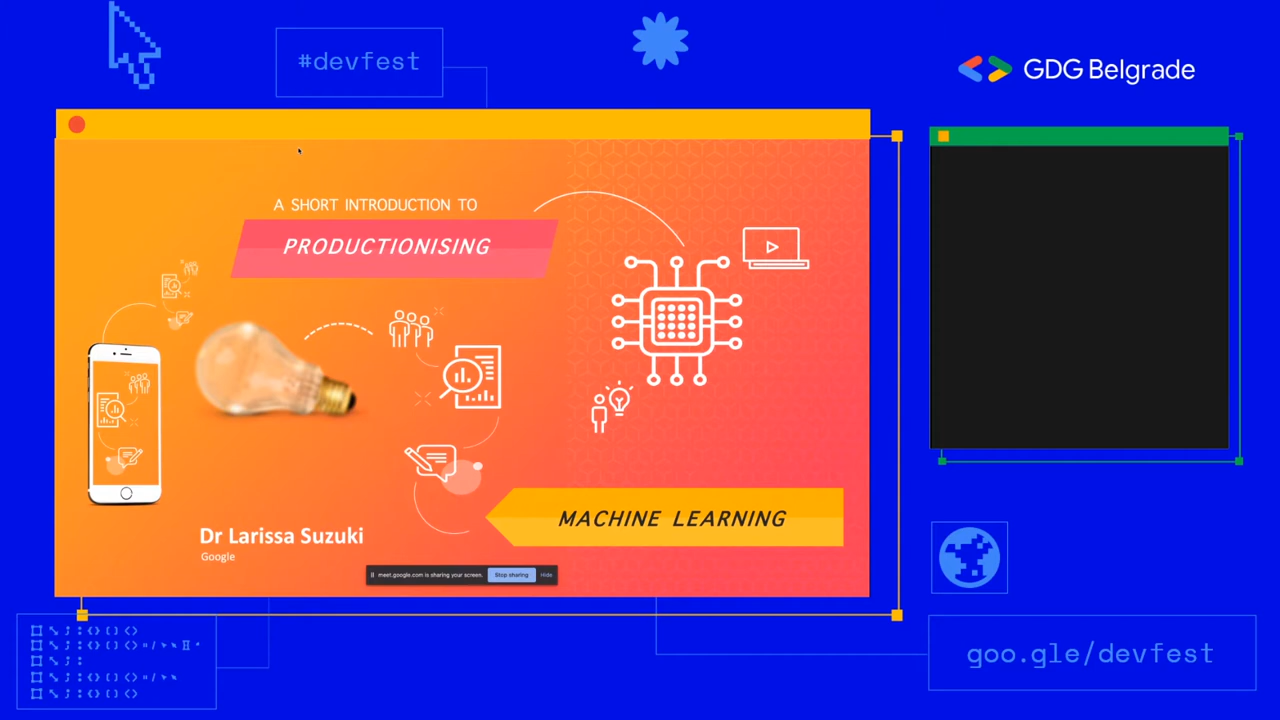 #devfest
GDG Belgrade
A SHORT INTRODUCTION TO
PRODUCTIONISING
MACHINE LEARNING
Dr Larissa Suzuki
Google
meet.google.com is sharing your screen.
Stop sharing
Hide
goo.gle/devfest